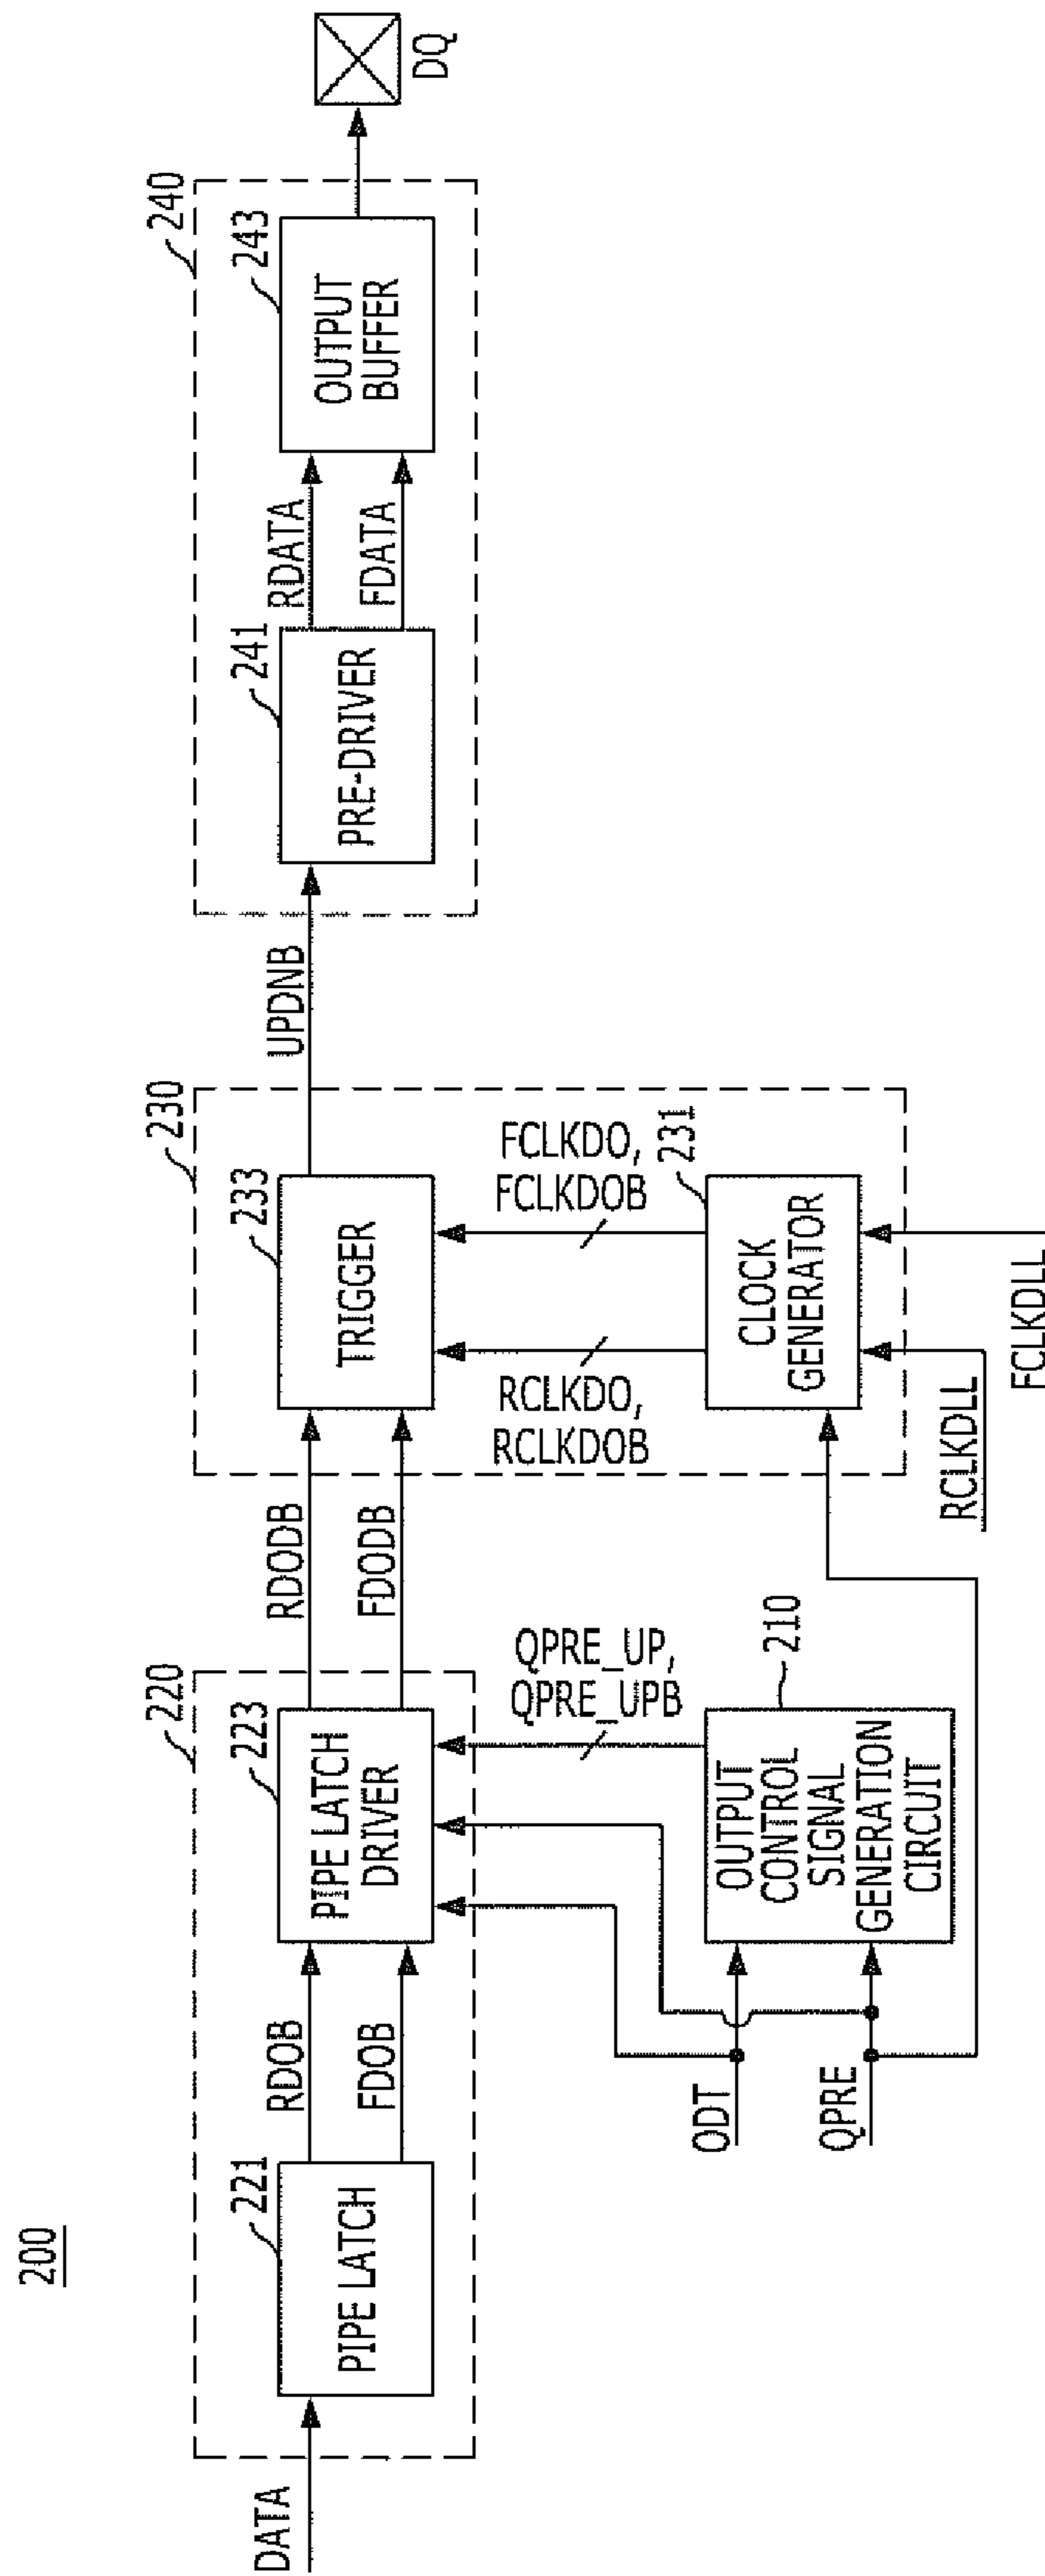 200
DATA
220
221
PIPE LATCH
RDOB
FDOB
223
PIPE LATCH
DRIVER
RDODB
FDODB
ODT
QPRE
QPRE_UP,
QPRE_UPB
210
OUTPUT
CONTROL
SIGNAL
GENERATION
CIRCUIT
230
233
TRIGGER
RCLKDO,
RCLKDOB
FCLKDO,
FCLKDOB
231
CLOCK
GENERATOR
RCLKDLL
FCLKDLL
UPDNB
240
241
PRE-DRIVER
RDATA
FDATA
243
OUTPUT
BUFFER
DQ